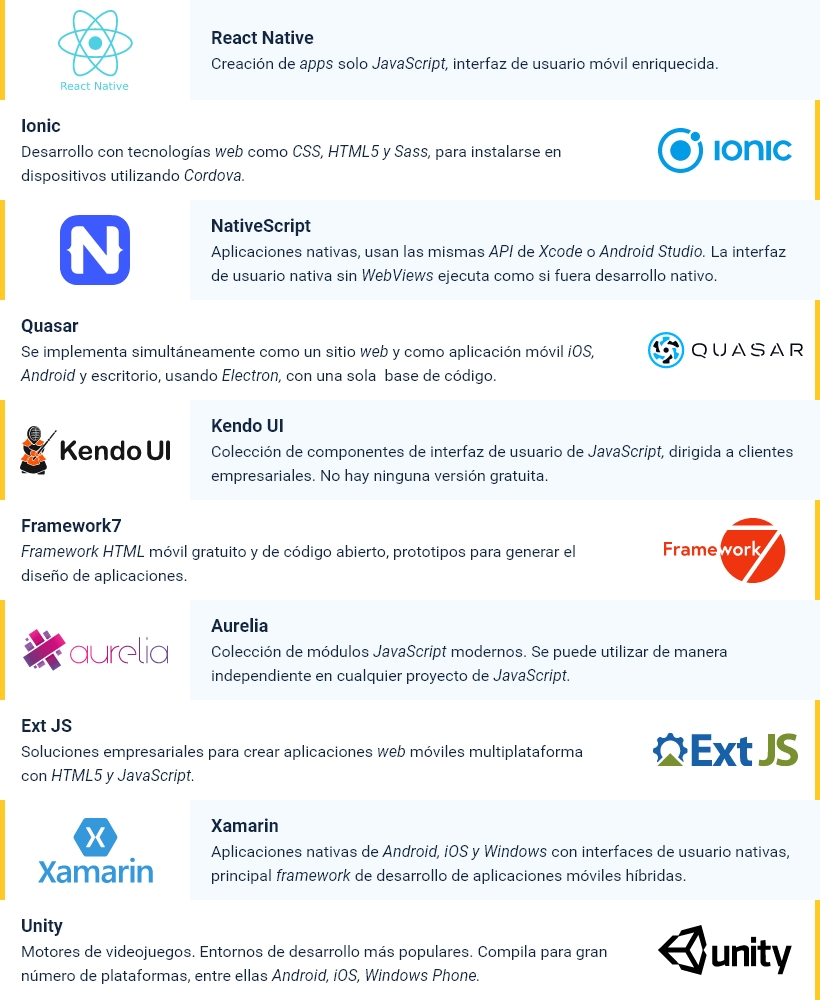 React Native
React Native
Creación de apps solo JavaScript, interfaz de usuario móvil enriquecida.
Ionic
Desarrollo con tecnologías web como CSS, HTML5 y Sass, para instalarse en
dispositivos utilizando Cordova.
IONIC
N
NativeScript
Aplicaciones nativas, usan las mismas API de Xcode o Android Studio. La interfaz
de usuario nativa sin WebViews ejecuta como si fuera desarrollo nativo.
Quasar
Se implementa simultáneamente como un sitio web y como aplicación móvil iOS,
Android y escritorio, usando Electron, con una sola base de código.
QUASAR
Kendo UI
Kendo UI
Colección de componentes de interfaz de usuario de JavaScript, dirigida a clientes
empresariales. No hay ninguna versión gratuita.
Framework7
Framework HTML móvil gratuito y de código abierto, prototipos para generar el
diseño de aplicaciones.
Framework 7
aurelia
Aurelia
Colección de módulos JavaScript modernos. Se puede utilizar de manera
independiente en cualquier proyecto de JavaScript.
Ext JS
Soluciones empresariales para crear aplicaciones web móviles multiplataforma
con HTML5 y JavaScript.
Ext JS
X
Xamarin
Xamarin
Aplicaciones nativas de Android, iOS y Windows con interfaces de usuario nativas,
principal framework de desarrollo de aplicaciones móviles híbridas.
Unity
Motores de videojuegos. Entornos de desarrollo más populares. Compila para gran
número de plataformas, entre ellas Android, iOS, Windows Phone.
unity